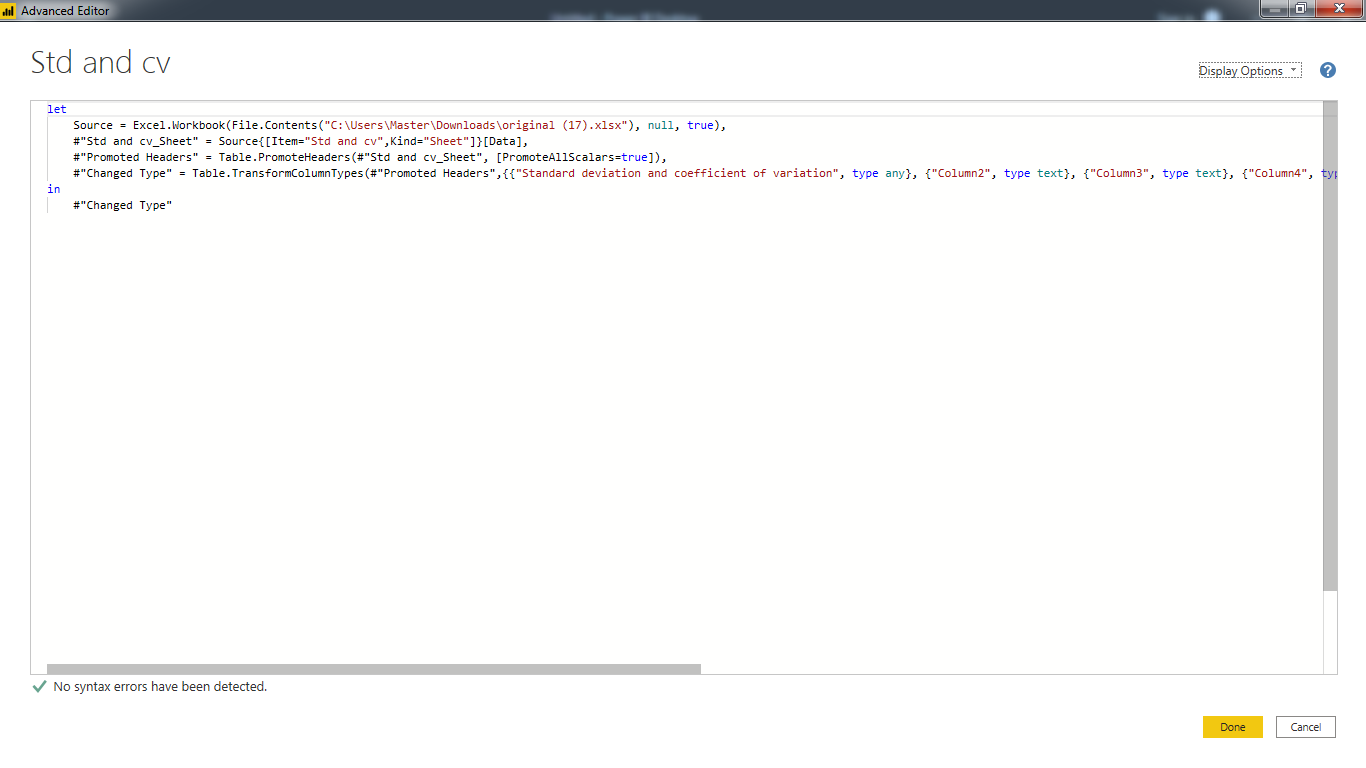 Advanced Editor
Std and cv
Display Options
?
let
Source = Excel.Workbook(File.Contents("C:\Users\Master\Downloads\original (17).xlsx"), null, true),
#"Std and cv_Sheet" = Source{[Item="Std and cv",Kind="Sheet"]}[Data],
#"Promoted Headers" = Table.PromoteHeaders(#"Std and cv_Sheet", [PromoteAllScalars=true]),
#"Changed Type" = Table.TransformColumnTypes(#"Promoted Headers",{{"Standard deviation and coefficient of variation", type any}, {"Column2", type text}, {"Column3", type text}, {"Column4", typ
in
#"Changed Type"
No syntax errors have been detected.
Done
Cancel